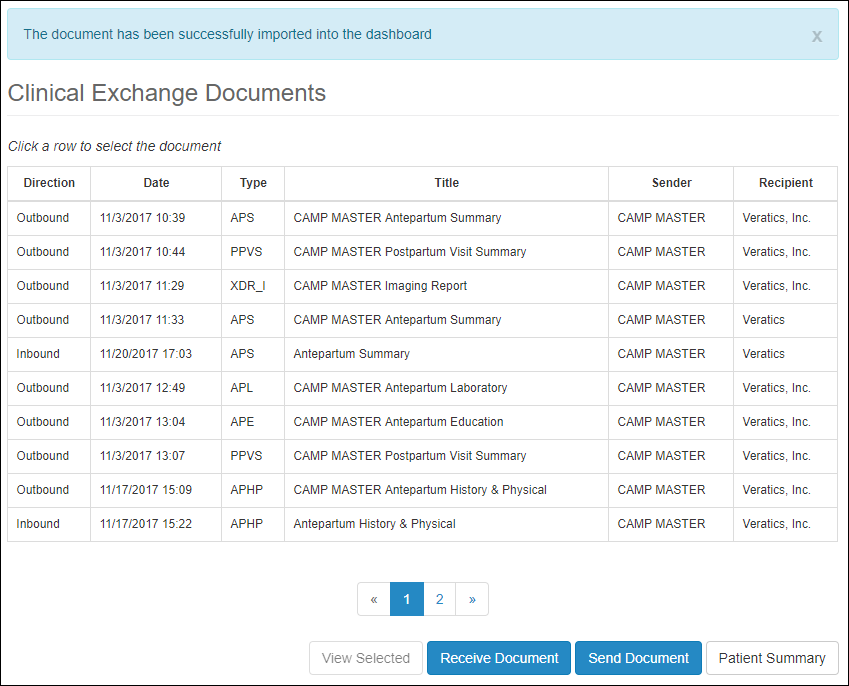 The document has been successfully imported into the dashboard x
Clinical Exchange Documents
Click a row to select the document
Direction Date Type Title Sender Recipient
Outbound 11/3/2017 10:39 APS CAMP MASTER Antepartum Summary CAMP MASTER Veratics, Inc.
Outbound 11/3/2017 10:44 PPVS CAMP MASTER Postpartum Visit Summary CAMP MASTER Veratics, Inc.
Outbound 11/3/2017 11:29 XDR_I CAMP MASTER Imaging Report CAMP MASTER Veratics, Inc.
Outbound 11/3/2017 11:33 APS CAMP MASTER Antepartum Summary CAMP MASTER Veratics
Inbound 11/20/2017 17:03 APS Antepartum Summary CAMP MASTER Veratics
Outbound 11/3/2017 12:49 APL CAMP MASTER Antepartum Laboratory CAMP MASTER Veratics, Inc.
Outbound 11/3/2017 13:04 APE CAMP MASTER Antepartum Education CAMP MASTER Veratics, Inc.
Outbound 11/3/2017 13:07 PPVS CAMP MASTER Postpartum Visit Summary CAMP MASTER Veratics, Inc.
Outbound 11/17/2017 15:09 APHP CAMP MASTER Antepartum History & Physical CAMP MASTER Veratics, Inc.
Inbound 11/17/2017 15:22 APHP Antepartum History & Physical CAMP MASTER Veratics, Inc.
« 1 2 »
View Selected Receive Document Send Document Patient Summary